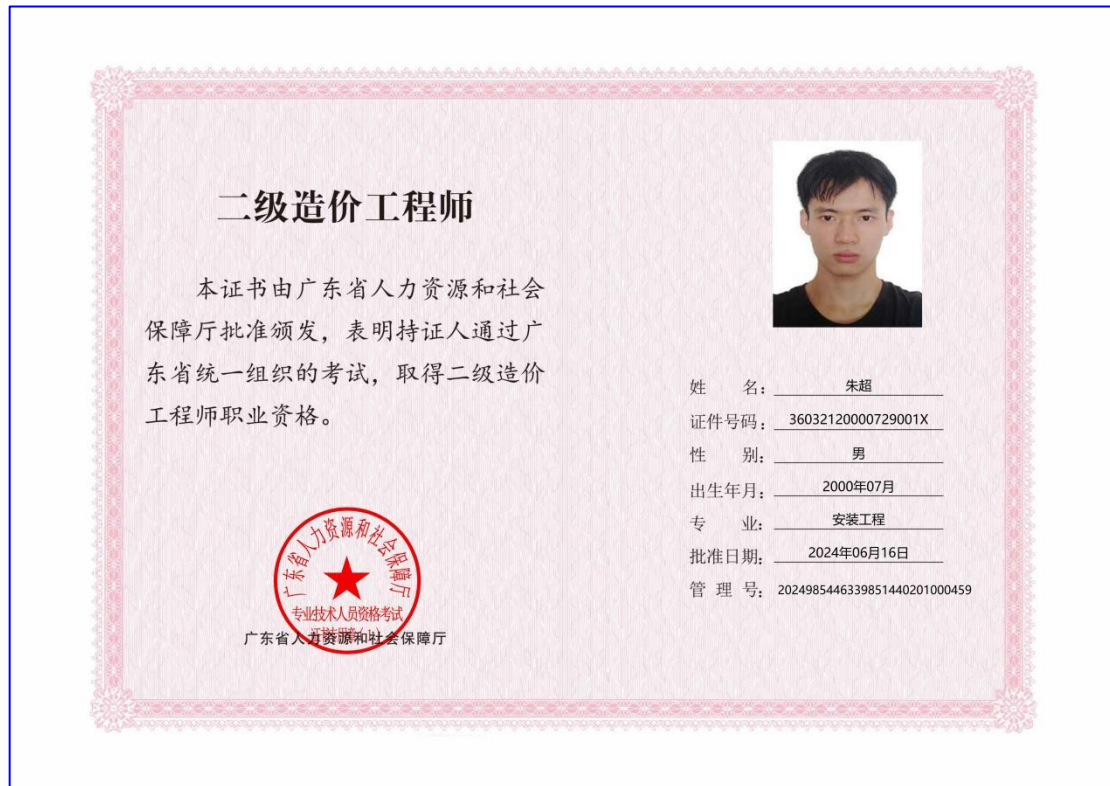 二级造价工程师
本证书由广东省人力资源和社会
保障厅批准颁发，表明持证人通过广
东省统一组织的考试，取得二级造价
工程师职业资格。
广东省人力资源和社会保障厅
专业技术人员资格考试
广东省人力资源和社会保障厅
姓 名：朱超
证件号码：36032120000729001X
性 别：男
出生年月：2000年07月
专 业：安装工程
批准日期：2024年06月16日
管 理 号：20249854463398514402​01000459